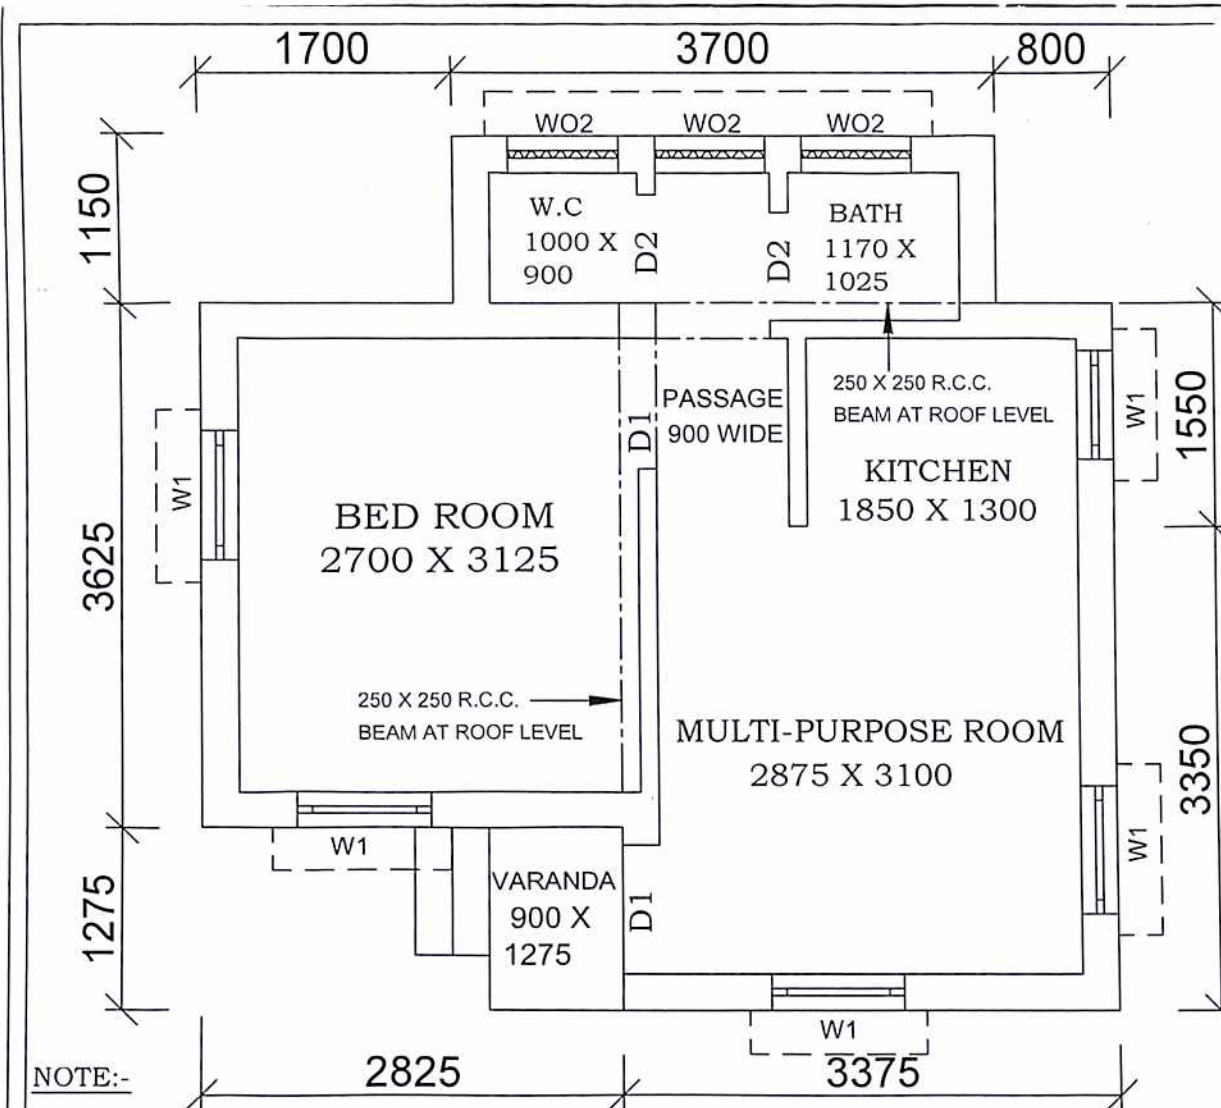 1700
3700
800
WO2
WO2
WO2
1150
W.C
1000 X
900
D2
D2
BATH
1170 X
1025
PASSAGE
900 WIDE
D1
250 X 250 R.C.C.
BEAM AT ROOF LEVEL
W1
1550
KITCHEN
1850 X 1300
W1
BED ROOM
2700 X 3125
3625
250 X 250 R.C.C.
BEAM AT ROOF LEVEL
MULTI-PURPOSE ROOM
2875 X 3100
3350
W1
W1
VARANDA
900 X
1275
D1
1275
W1
NOTE:-
2825
3375